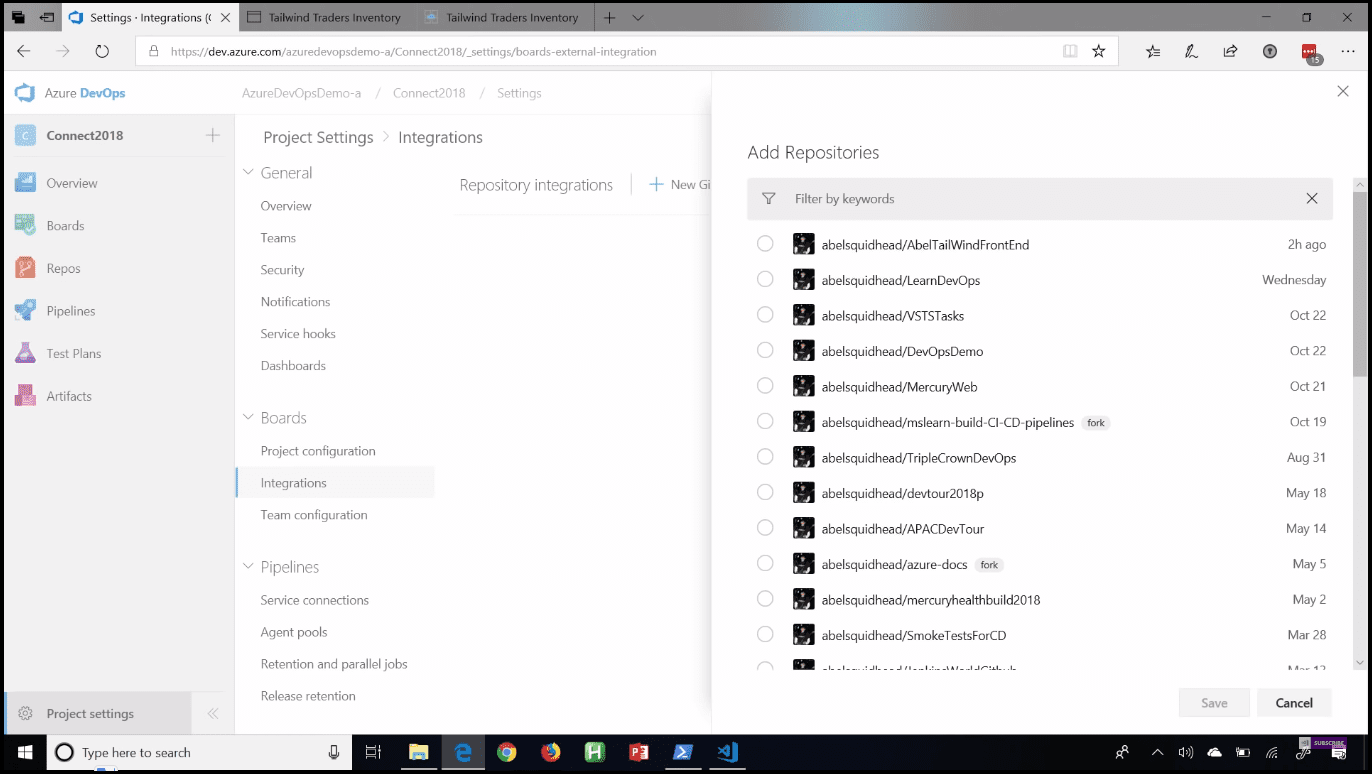 Settings · Integrations (C
Tailwind Traders Inventory
Tailwind Traders Inventory
https://dev.azure.com/azuredevopsdemo-a/Connect2018/_settings/boards-external-integration
15
Azure DevOps
AzureDevOpsDemo-a / Connect2018 / Settings
C
Connect2018
Overview
Boards
Repos
Pipelines
Test Plans
Artifacts
Project settings
Project Settings > Integrations
General
Overview
Teams
Security
Notifications
Service hooks
Dashboards
Boards
Project configuration
Integrations
Team configuration
Pipelines
Service connections
Agent pools
Retention and parallel jobs
Release retention
Repository integrations
New Gi
Add Repositories
Filter by keywords
abelsquidhead/AbelTailWindFrontEnd 2h ago
abelsquidhead/LearnDevOps Wednesday
abelsquidhead/VSTSTasks Oct 22
abelsquidhead/DevOpsDemo Oct 22
abelsquidhead/MercuryWeb Oct 21
abelsquidhead/mslearn-build-CI-CD-pipelines fork Oct 19
abelsquidhead/TripleCrownDevOps Aug 31
abelsquidhead/devtour2018p May 18
abelsquidhead/APACDevTour May 14
abelsquidhead/azure-docs fork May 5
abelsquidhead/mercuryhealthbuild2018 May 2
abelsquidhead/SmokeTestsForCD Mar 28
abelsquidhead/JenkinsWorldGithub Mar 13
Save
Cancel
Type here to search
SUBSCRIBE